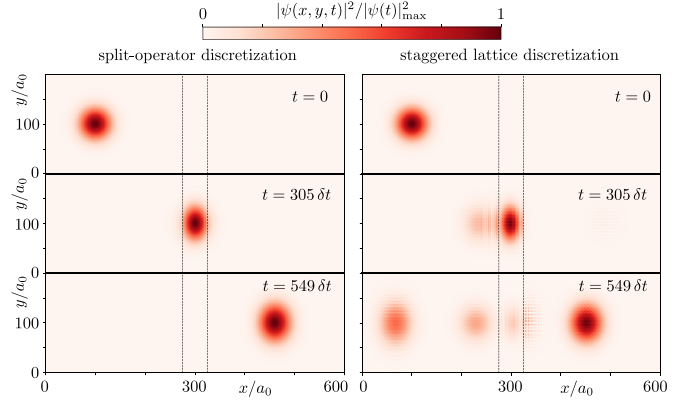 |ψ(x, y, t)|²/|ψ(t)|²max
0 1
split-operator discretization
staggered lattice discretization
y/a₀
100
0
t = 0
t = 0
y/a₀
100
0
t = 305 δt
t = 305 δt
y/a₀
100
t = 549 δt
t = 549 δt
0 300 x/a₀ 600
0 300 x/a₀ 600